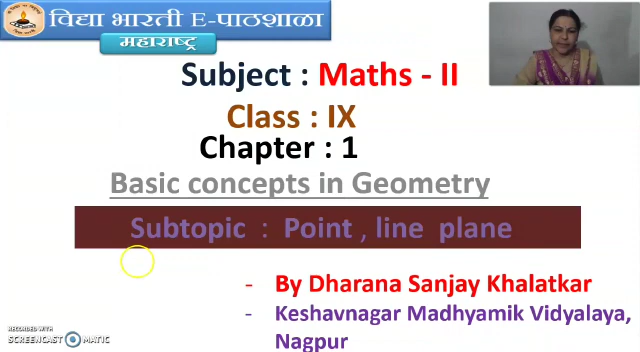 विद्या भारती E-पाठशाळा
महाराष्ट्र
Subject : Maths - II
Class : IX
Chapter : 1
Basic concepts in Geometry
Subtopic : Point , line plane
- By Dharana Sanjay Khalatkar
- Keshavnagar Madhyamik Vidyalaya,
Nagpur
RECORDED WITH
SCREENCAST MATIC